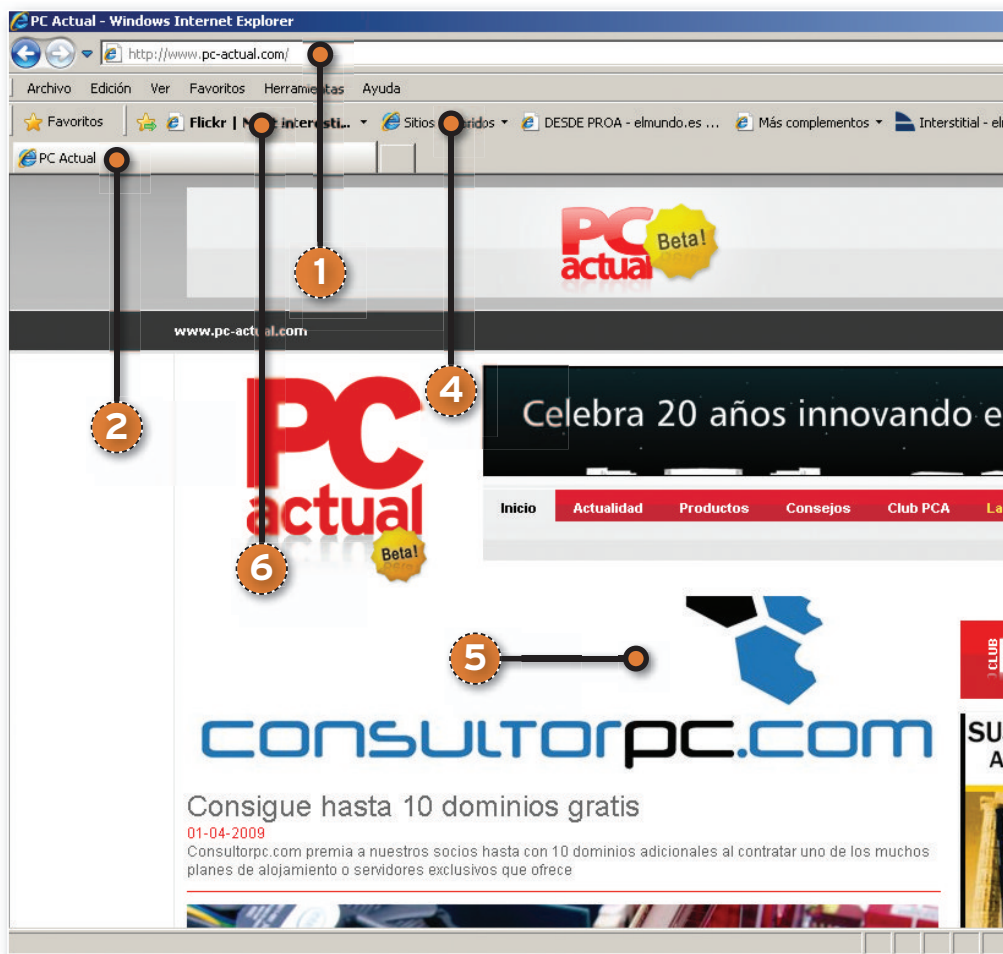 PC Actual - Windows Internet Explorer
http://www.pc-actual.com/
Archivo Edición Ver Favoritos Herramientas Ayuda
Favoritos Flickr | Sitios DESDE PROA - elmundo.es ... Más complementos Interstitial - el
PC Actual
PC
actual
Beta!
1
www.pc-actual.com
2
4
6
PC
actual
Beta!
Celebra 20 años innovando e
Inicio Actualidad Productos Consejos Club PCA La
5
CLUB
consultorpc.com
SU
A
Consigue hasta 10 dominios gratis
01-04-2009
Consultorpc.com premia a nuestros socios hasta con 10 dominios adicionales al contratar uno de los muchos
planes de alojamiento o servidores exclusivos que ofrece